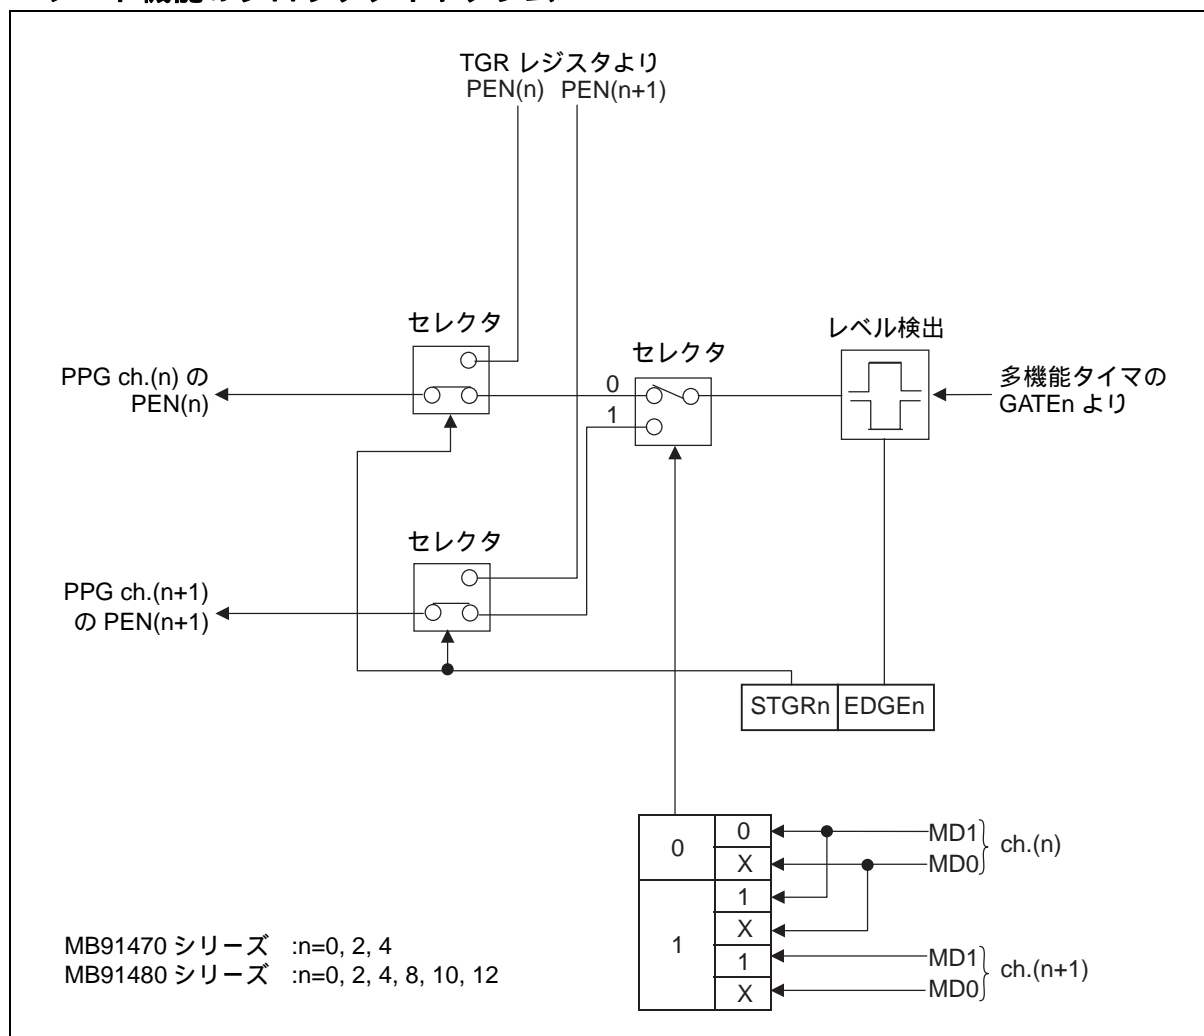 TGR レジスタより
PEN(n) PEN(n+1)
セレクタ
レベル検出
セレクタ
PPG ch.(n) の
PEN(n)
0
1
多機能タイマの
GATEn より
セレクタ
PPG ch.(n+1)
の PEN(n+1)
STGRn EDGEn
0
0
X
MD1
MD0
ch.(n)
1
1
X
1
X
MD1
MD0
ch.(n+1)
MB91470 シリーズ :n=0, 2, 4
MB91480 シリーズ :n=0, 2, 4, 8, 10, 12